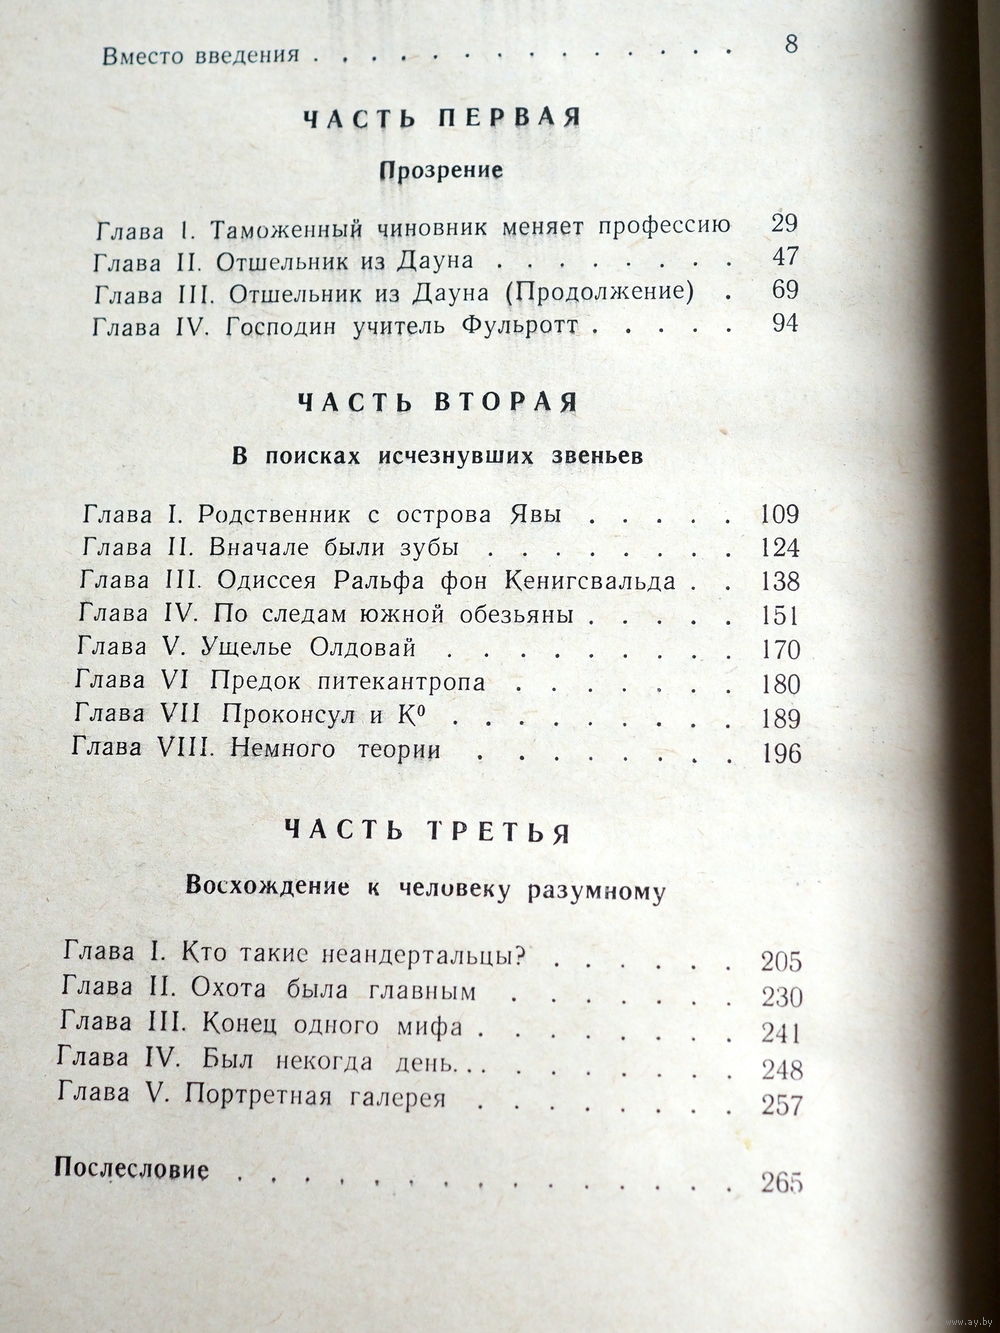 Вместо введения . . . . . . . . . . . . . . . 8
ЧАСТЬ ПЕРВАЯ
Прозрение
Глава I. Таможенный чиновник меняет профессию 29
Глава II. Отшельник из Дауна . . . . . . . . 47
Глава III. Отшельник из Дауна (Продолжение) . 69
Глава IV. Господин учитель Фульротт . . . . . 94
ЧАСТЬ ВТОРАЯ
В поисках исчезнувших звеньев
Глава I. Родственник с острова Явы . . . . . 109
Глава II. Вначале были зубы . . . . . . . . 124
Глава III. Одиссея Ральфа фон Кенигсвальда . . 138
Глава IV. По следам южной обезьяны . . . . . 151
Глава V. Ущелье Олдовай . . . . . . . . . 170
Глава VI Предок питекантропа . . . . . . . 180
Глава VII Проконсул и К⁰ . . . . . . . . . . 189
Глава VIII. Немного теории . . . . . . . . 196
ЧАСТЬ ТРЕТЬЯ
Восхождение к человеку разумному
Глава I. Кто такие неандертальцы? . . . . . . 205
Глава II. Охота была главным . . . . . . . 230
Глава III. Конец одного мифа . . . . . . . . 241
Глава IV. Был некогда день... . . . . . . . . 248
Глава V. Портретная галерея . . . . . . . . 257
Послесловие . . . . . . . . . . . . . . . 265
www.ay.by